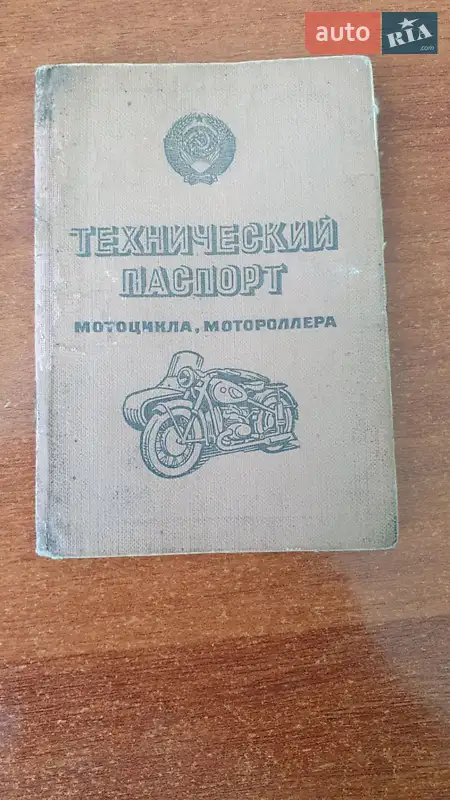 auto
RIA
.com
ТЕХНИЧЕСКИЙ
ПАСПОРТ
МОТОЦИКЛА, МОТОРОЛЛЕРА